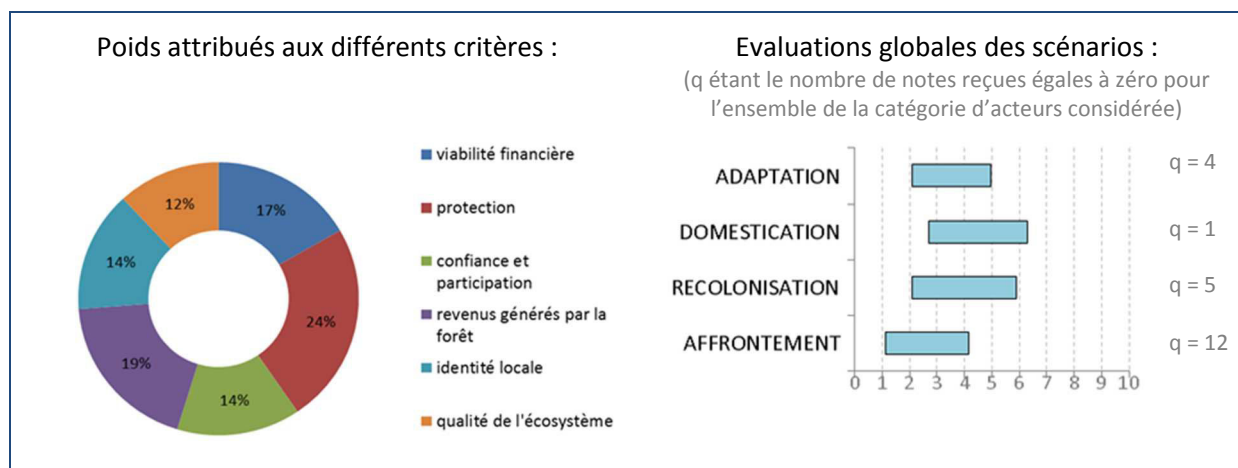 Poids attribués aux différents critères :
17%
24%
14%
19%
14%
12%
viabilité financière
protection
confiance et
participation
revenus générés par la
forêt
identité locale
qualité de l'écosystème
Evaluations globales des scénarios :
(q étant le nombre de notes reçues égales à zéro pour
l'ensemble de la catégorie d'acteurs considérée)
ADAPTATION
q = 4
DOMESTICATION
q = 1
RECOLONISATION
q = 5
AFFRONTEMENT
q = 12
0 1 2 3 4 5 6 7 8 9 10